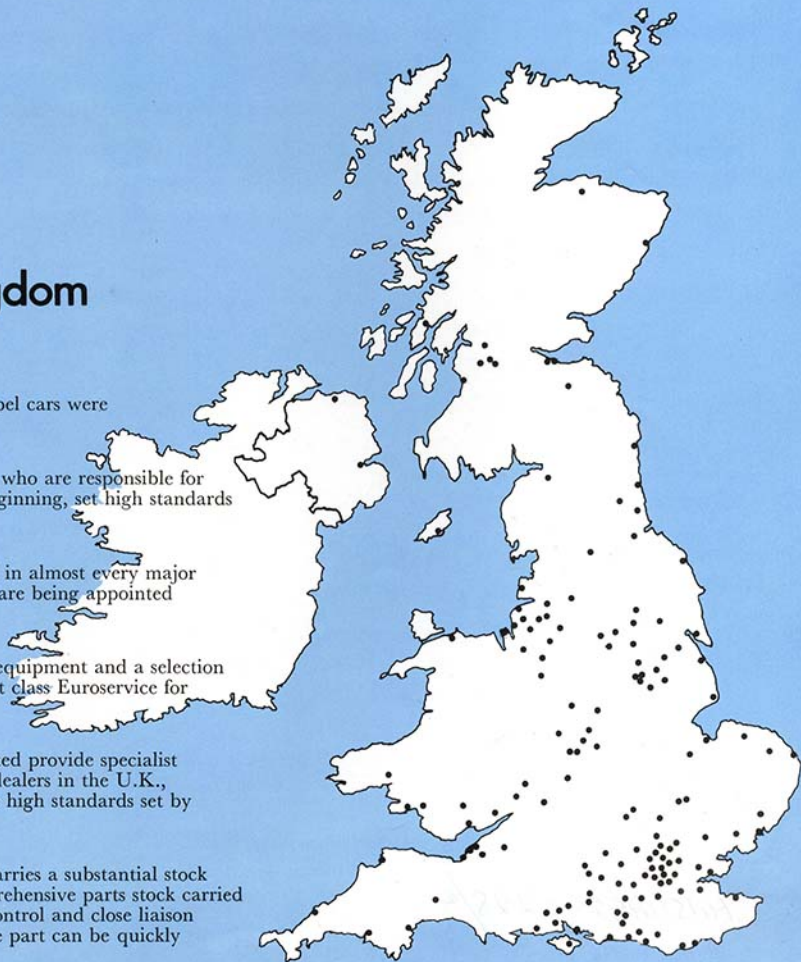 gdom
pel cars were
who are responsible for
ginning, set high standards
in almost every major
are being appointed
equipment and a selection
t class Euroservice for
ted provide specialist
dealers in the U.K.,
high standards set by
arries a substantial stock
rehensive parts stock carried
ontrol and close liaison
e part can be quickly